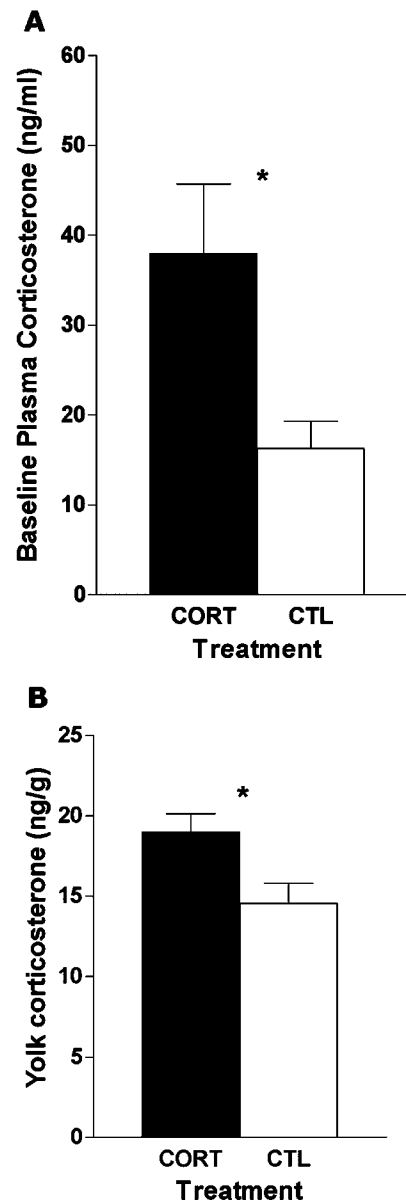 A
Baseline Plasma Corticosterone (ng/ml)
60
50
40
30
20
10
0
*
CORT CTL
Treatment
B
Yolk corticosterone (ng/g)
25
20
15
10
5
0
*
CORT CTL
Treatment